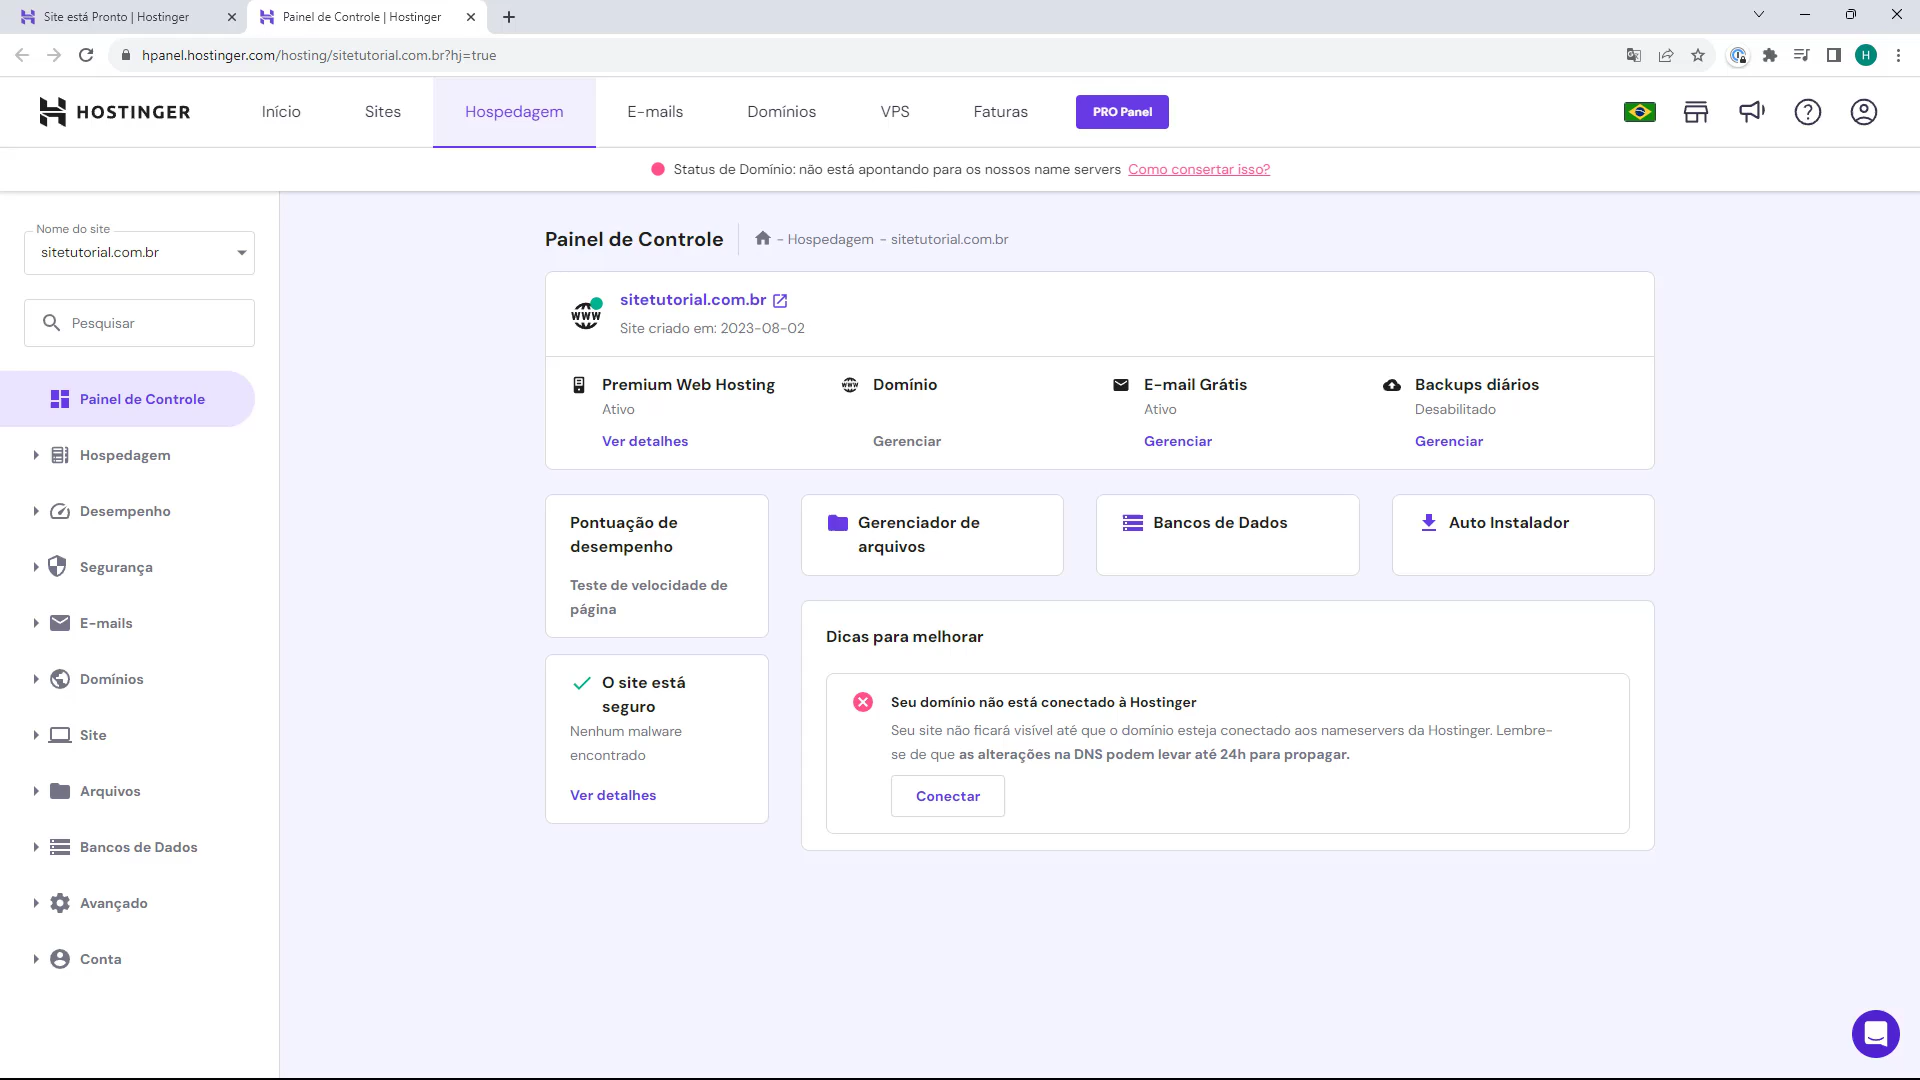 Site está Pronto | Hostinger
Painel de Controle | Hostinger
hpanel.hostinger.com/hosting/sitetutorial.com.br?hj=true
H
HOSTINGER
Início
Sites
Hospedagem
E-mails
Domínios
VPS
Faturas
PRO Panel
Status de Domínio: não está apontando para os nossos name servers Como consertar isso?
Nome do site
sitetutorial.com.br
Pesquisar
Painel de Controle
Hospedagem
Desempenho
Segurança
E-mails
Domínios
Site
Arquivos
Bancos de Dados
Avançado
Conta
Painel de Controle
- Hospedagem - sitetutorial.com.br
WWW
sitetutorial.com.br
Site criado em: 2023-08-02
Premium Web Hosting
Ativo
Ver detalhes
WWW
Domínio
Gerenciar
E-mail Grátis
Ativo
Gerenciar
Backups diários
Desabilitado
Gerenciar
Pontuação de
desempenho
Teste de velocidade de
página
Gerenciador de
arquivos
Bancos de Dados
Auto Instalador
O site está
seguro
Nenhum malware
encontrado
Ver detalhes
Dicas para melhorar
Seu domínio não está conectado à Hostinger
Seu site não ficará visível até que o domínio esteja conectado aos nameservers da Hostinger. Lembre-
se de que as alterações na DNS podem levar até 24h para propagar.
Conectar